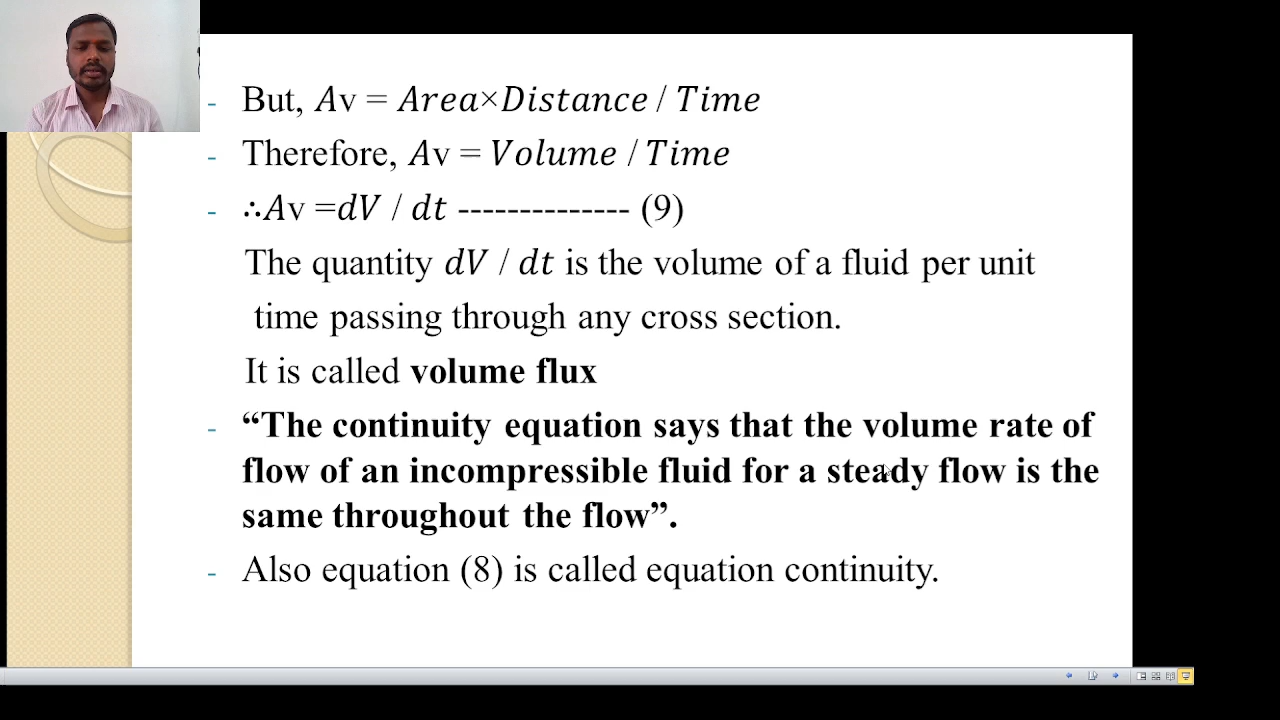 - But, Av = Area×Distance / Time
- Therefore, Av = Volume / Time
- ∴Av =dV / dt -------------- (9)
The quantity dV / dt is the volume of a fluid per unit
time passing through any cross section.
It is called volume flux
- “The continuity equation says that the volume rate of
flow of an incompressible fluid for a steady flow is the
same throughout the flow”.
- Also equation (8) is called equation continuity.